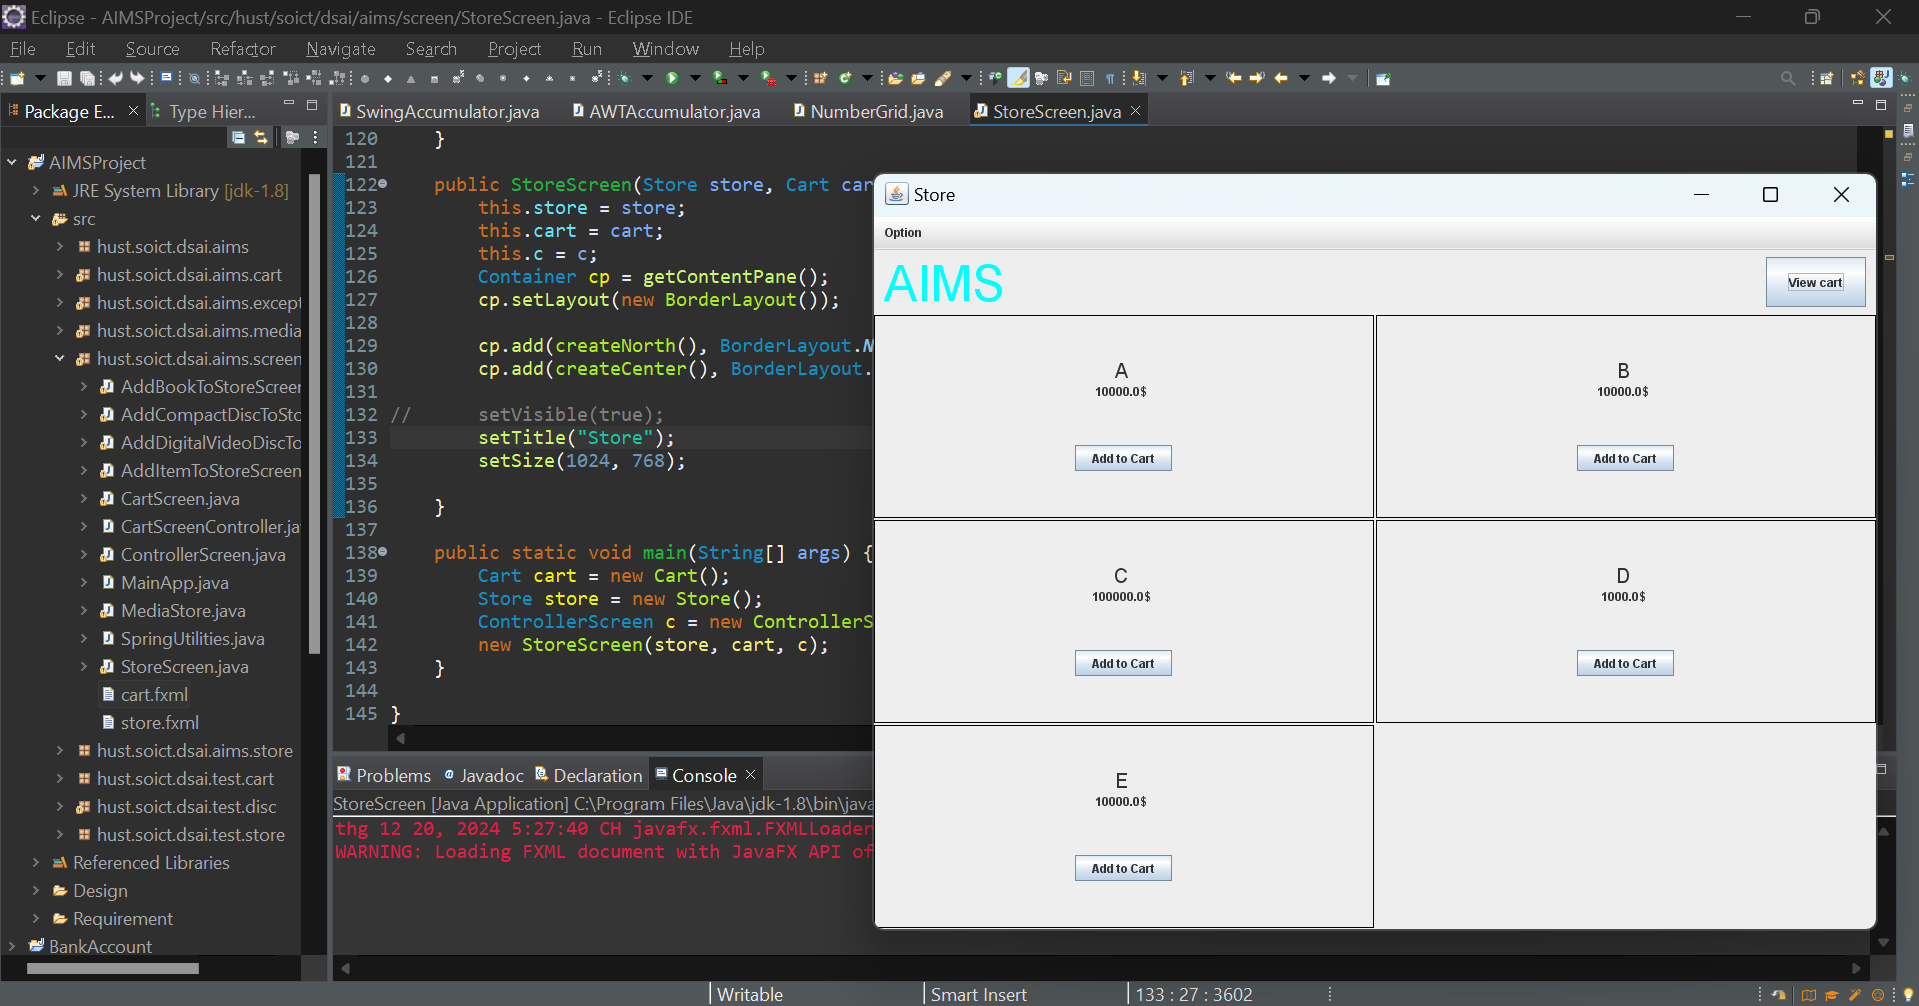 Eclipse - AIMSProject/src/hust/soict/dsai/aims/screen/StoreScreen.java - Eclipse IDE
File Edit Source Refactor Navigate Search Project Run Window Help
Package E... Type Hier...
SwingAccumulator.java AWTAccumulator.java NumberGrid.java StoreScreen.java
AIMSProject
JRE System Library [jdk-1.8]
src
hust.soict.dsai.aims
hust.soict.dsai.aims.cart
hust.soict.dsai.aims.except
hust.soict.dsai.aims.media
hust.soict.dsai.aims.screen
AddBookToStoreScreen
AddCompactDiscToSto
AddDigitalVideoDiscTo
AddItemToStoreScreen
CartScreen.java
CartScreenController.ja
ControllerScreen.java
MainApp.java
MediaStore.java
SpringUtilities.java
StoreScreen.java
cart.fxml
store.fxml
hust.soict.dsai.aims.store
hust.soict.dsai.test.cart
hust.soict.dsai.test.disc
hust.soict.dsai.test.store
Referenced Libraries
Design
Requirement
BankAccount
120 }
121
122 public StoreScreen(Store store, Cart car
123 this.store = store;
124 this.cart = cart;
125 this.c = c;
126 Container cp = getContentPane();
127 cp.setLayout(new BorderLayout());
128
129 cp.add(createNorth(), BorderLayout.N
130 cp.add(createCenter(), BorderLayout.
131
132 // setVisible(true);
133 setTitle("Store");
134 setSize(1024, 768);
135
136 }
137
138 public static void main(String[] args) {
139 Cart cart = new Cart();
140 Store store = new Store();
141 ControllerScreen c = new ControllerS
142 new StoreScreen(store, cart, c);
143 }
144
145 }
Problems Javadoc Declaration Console
StoreScreen [Java Application] C:\Program Files\Java\jdk-1.8\bin\java
thg 12 20, 2024 5:27:40 CH javafx.fxml.FXMLLoader
WARNING: Loading FXML document with JavaFX API of
Store
Option
AIMS
View cart
A
10000.0$
Add to Cart
B
10000.0$
Add to Cart
C
100000.0$
Add to Cart
D
1000.0$
Add to Cart
E
10000.0$
Add to Cart
Writable Smart Insert 133 : 27 : 3602